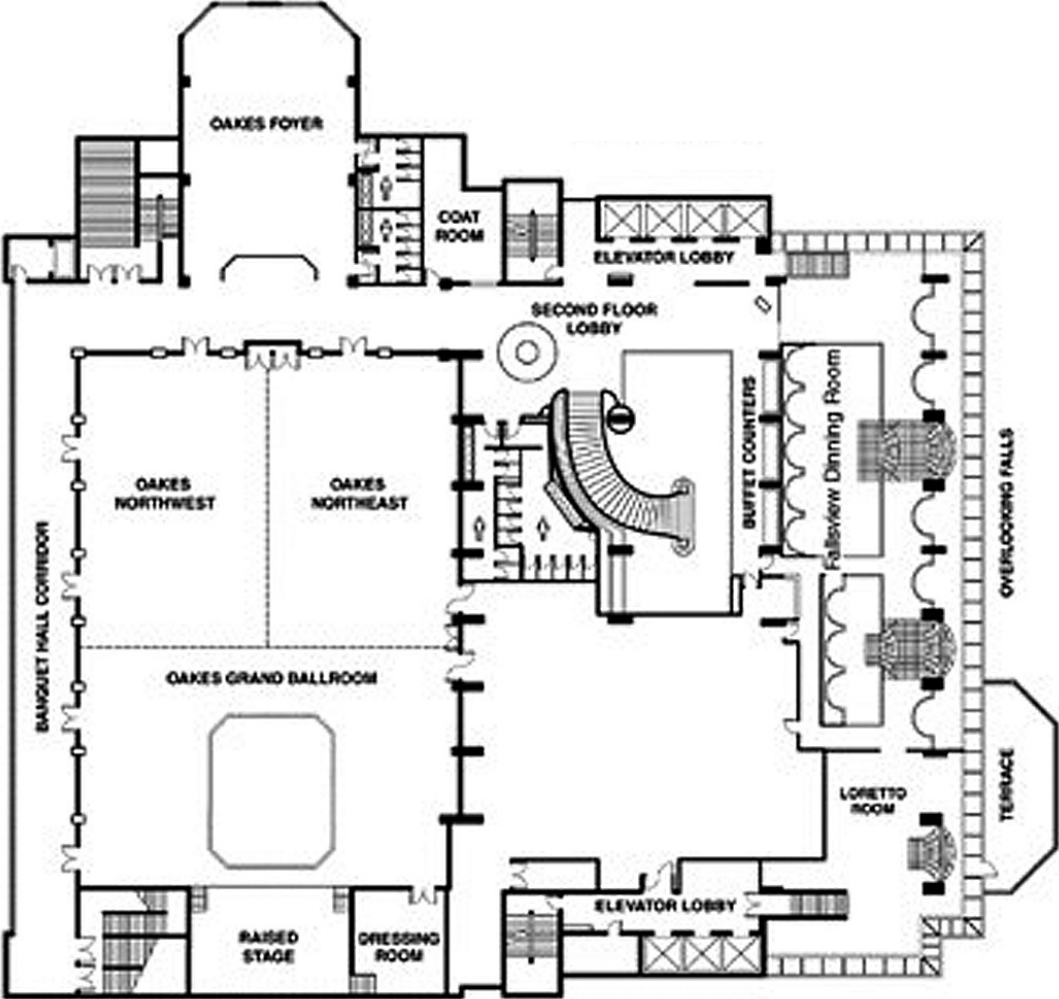 OAKES FOYER
COAT
ROOM
ELEVATOR LOBBY
SECOND FLOOR
LOBBY
OAKES
NORTHWEST
OAKES
NORTHEAST
BUFFET COUNTERS
Fallsview Dining Room
OVERLOOKING FALLS
BANQUET HALL CORRIDOR
OAKES GRAND BALLROOM
TERRACE
LORETTO
ROOM
ELEVATOR LOBBY
RAISED
STAGE
DRESSING
ROOM